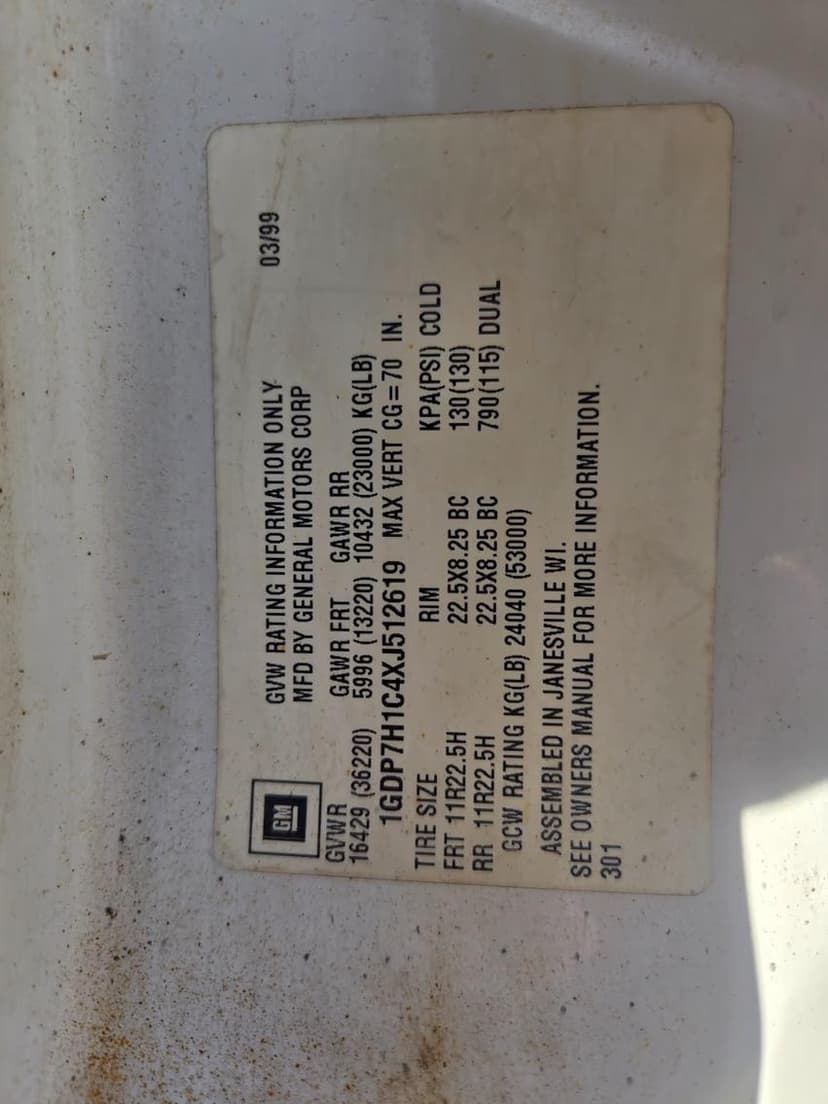 GM
GVW RATING INFORMATION ONLY 03/99
MFD BY GENERAL MOTORS CORP
GVWR GAWR FRT GAWR RR
16429 (36220) 5996 (13220) 10432 (23000) KG(LB)
1GDP7H1C4XJ512619 MAX VERT CG=70 IN.
TIRE SIZE RIM KPA(PSI) COLD
FRT 11R22.5H 22.5X8.25 BC 130(130)
RR 11R22.5H 22.5X8.25 BC 790(115) DUAL
GCW RATING KG(LB) 24040 (53000)
ASSEMBLED IN JANESVILLE WI.
SEE OWNERS MANUAL FOR MORE INFORMATION.
301